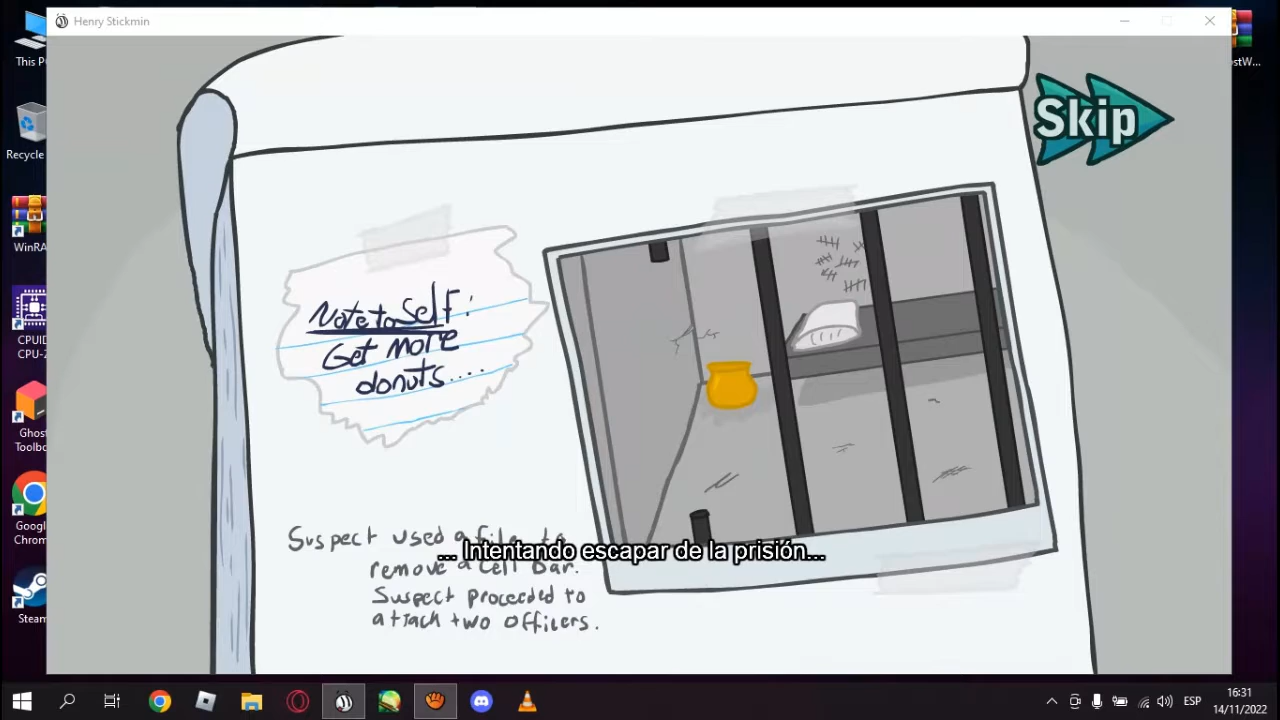 Henry Stickmin
This P
Skip
Recycle
ostW...
WinRA
Note to Self:
Get more
donuts....
CPUID
CPU-Z
Ghost
Toolbo
Suspect used a file to
remove a cell bar.
Suspect proceeded to
attack two officers.
... Intentando escapar de la prisión...
Googl
Chrom
Steam
ESP
16:31
14/11/2022